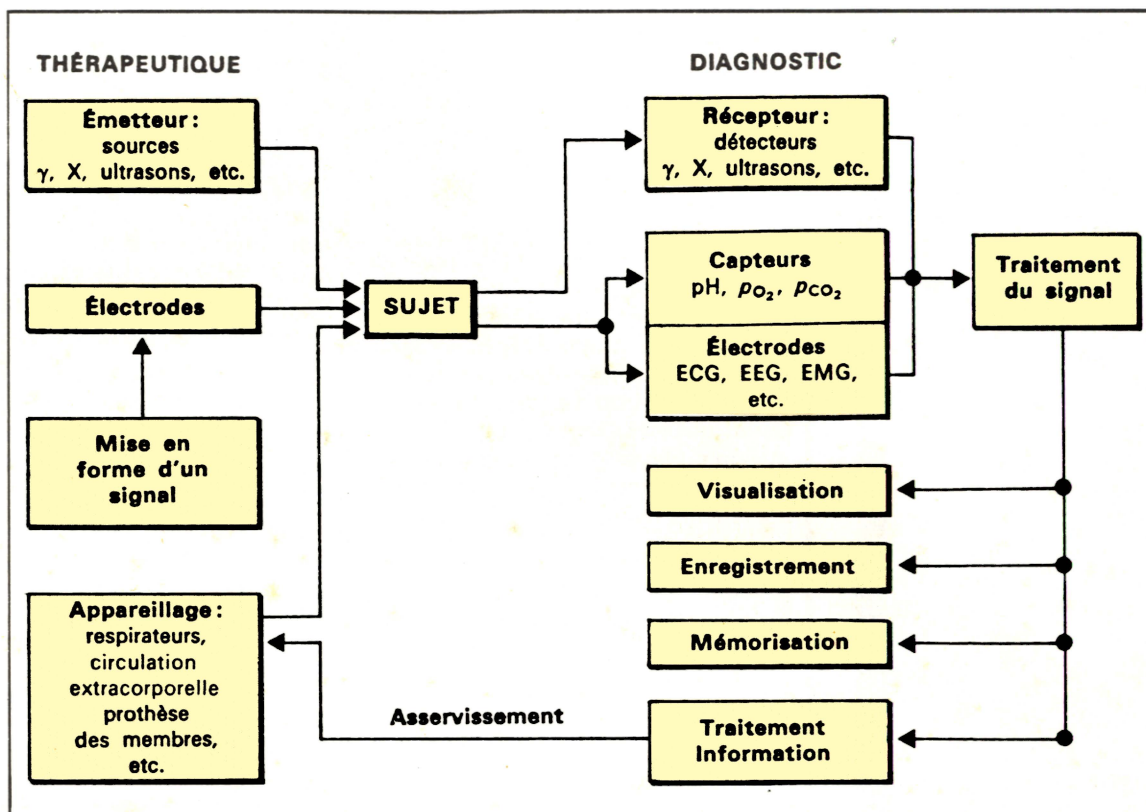 THÉRAPEUTIQUE
Émetteur :
sources
γ, X, ultrasons, etc.
Électrodes
Mise en
forme d'un
signal
Appareillage :
respirateurs,
circulation
extracorporelle
prothèse
des membres,
etc.
SUJET
Asservissement
DIAGNOSTIC
Récepteur :
détecteurs
γ, X, ultrasons, etc.
Capteurs
pH, pO₂, pCO₂
Électrodes
ECG, EEG, EMG,
etc.
Traitement
du signal
Visualisation
Enregistrement
Mémorisation
Traitement
Information